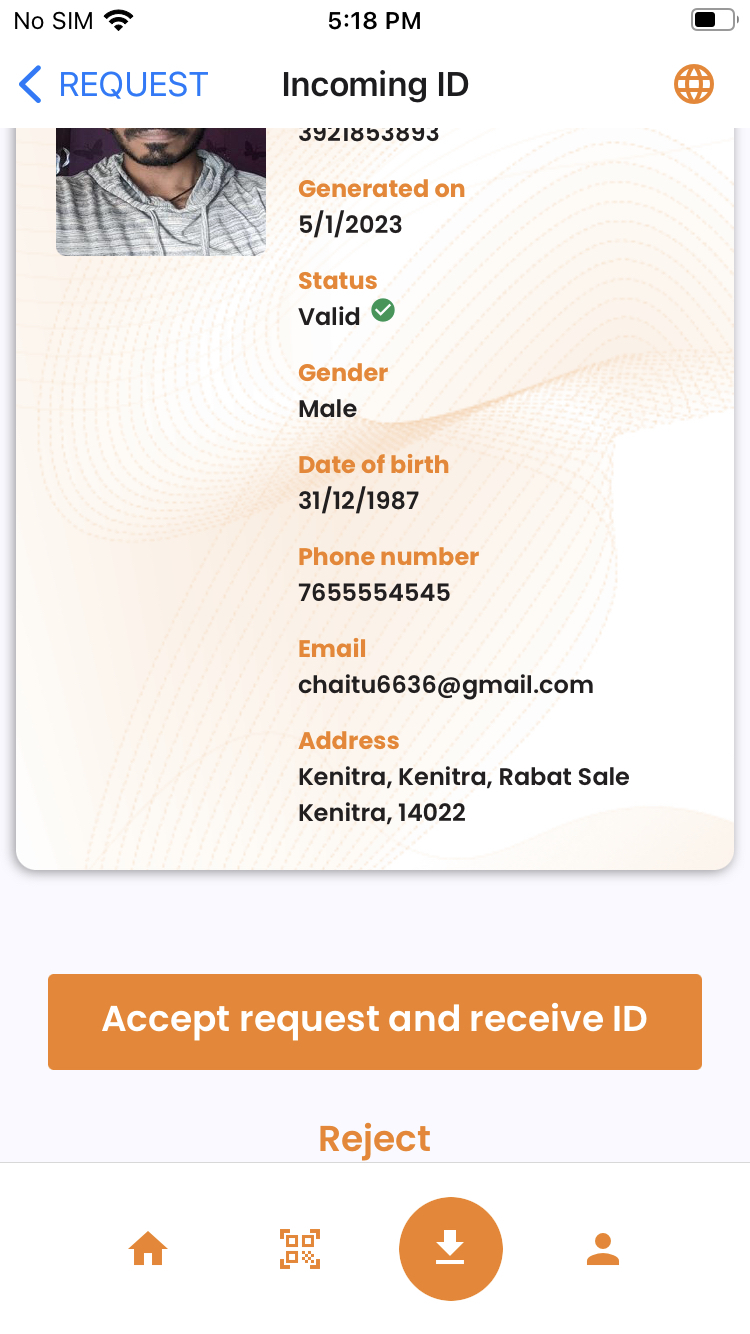 No SIM 5:18 PM
REQUEST Incoming ID
3921853893
Generated on
5/1/2023
Status
Valid
Gender
Male
Date of birth
31/12/1987
Phone number
7655554545
Email
chaitu6636@gmail.com
Address
Kenitra, Kenitra, Rabat Sale
Kenitra, 14022
Accept request and receive ID
Reject